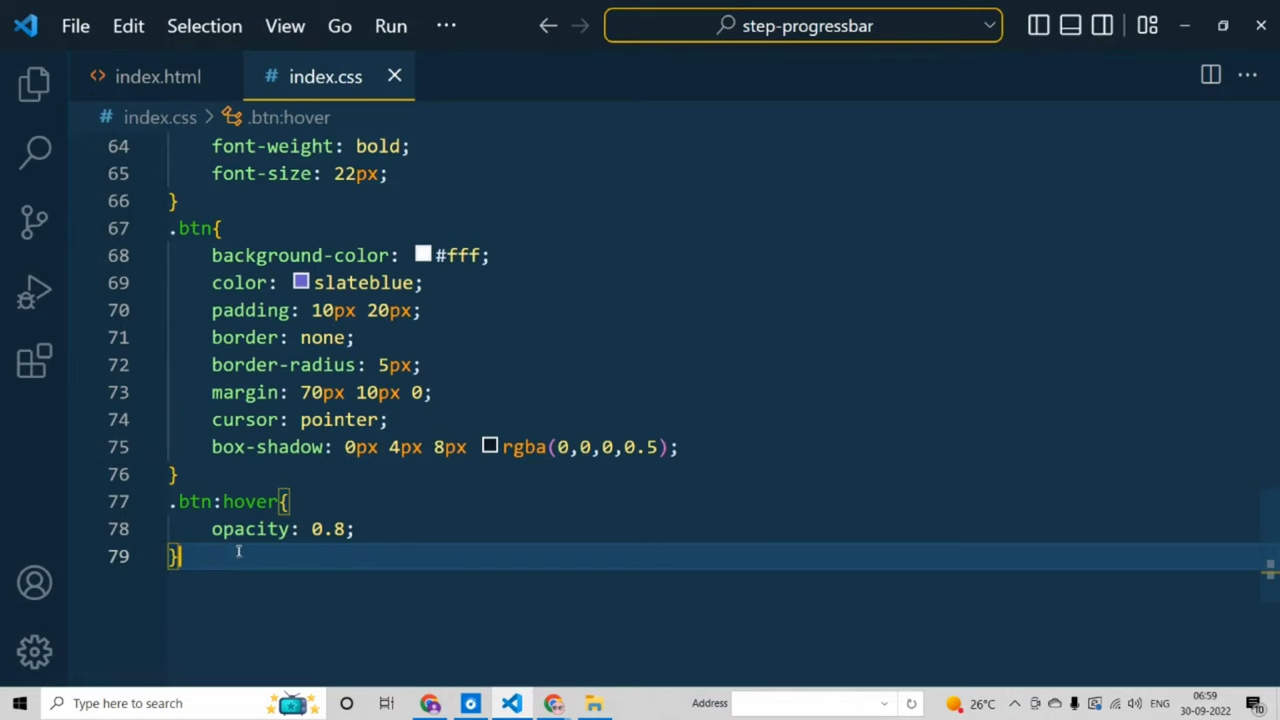 File Edit Selection View Go Run ··· step-progressbar
index.html index.css
index.css > .btn:hover
64 font-weight: bold;
65 font-size: 22px;
66 }
67 .btn{
68 background-color: #fff;
69 color: slateblue;
70 padding: 10px 20px;
71 border: none;
72 border-radius: 5px;
73 margin: 70px 10px 0;
74 cursor: pointer;
75 box-shadow: 0px 4px 8px rgba(0,0,0,0.5);
76 }
77 .btn:hover{
78 opacity: 0.8;
79 }
Type here to search Address 26°C ENG 06:59
30-09-2022 10